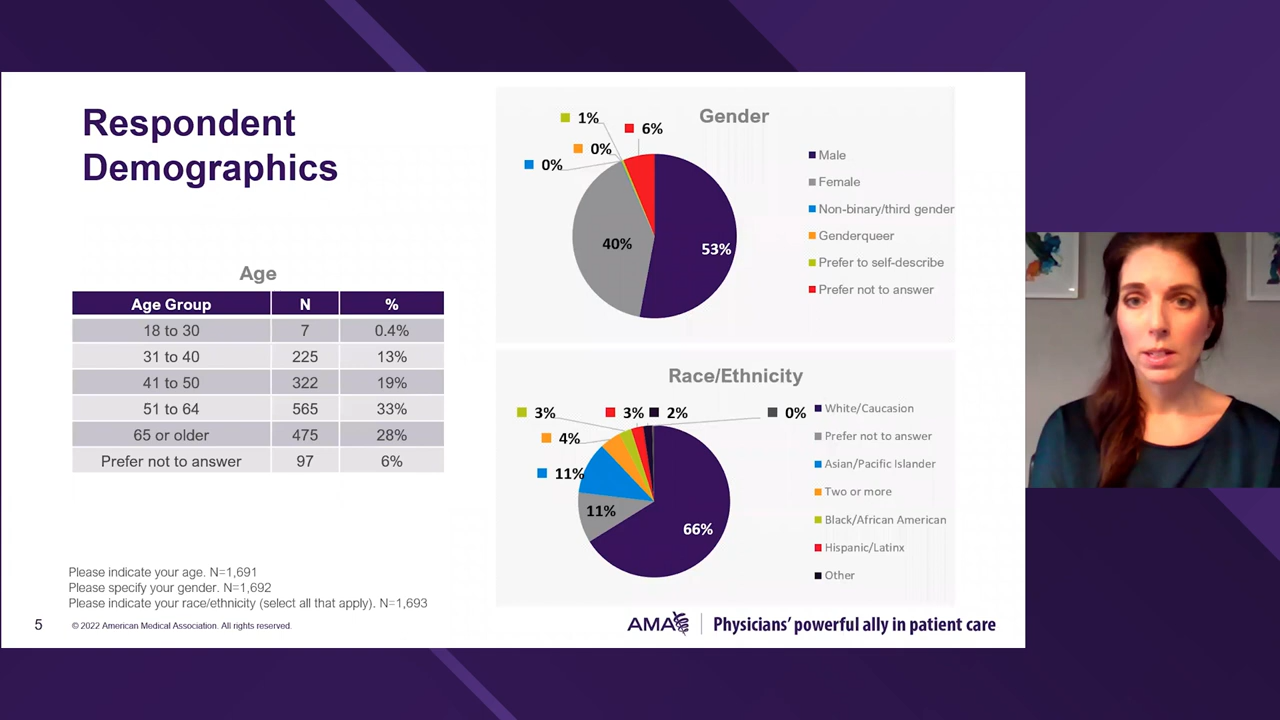 Respondent
Demographics
Age
Age Group N %
18 to 30 7 0.4%
31 to 40 225 13%
41 to 50 322 19%
51 to 64 565 33%
65 or older 475 28%
Prefer not to answer 97 6%
Gender
1%
6%
0%
0%
40%
53%
Male
Female
Non-binary/third gender
Genderqueer
Prefer to self-describe
Prefer not to answer
Race/Ethnicity
3% 3% 2% 0%
4%
11%
11%
66%
White/Caucasion
Prefer not to answer
Asian/Pacific Islander
Two or more
Black/African American
Hispanic/Latinx
Other
Please indicate your age. N=1,691
Please specify your gender. N=1,692
Please indicate your race/ethnicity (select all that apply). N=1,693
5 © 2022 American Medical Association. All rights reserved.
AMA Physicians' powerful ally in patient care